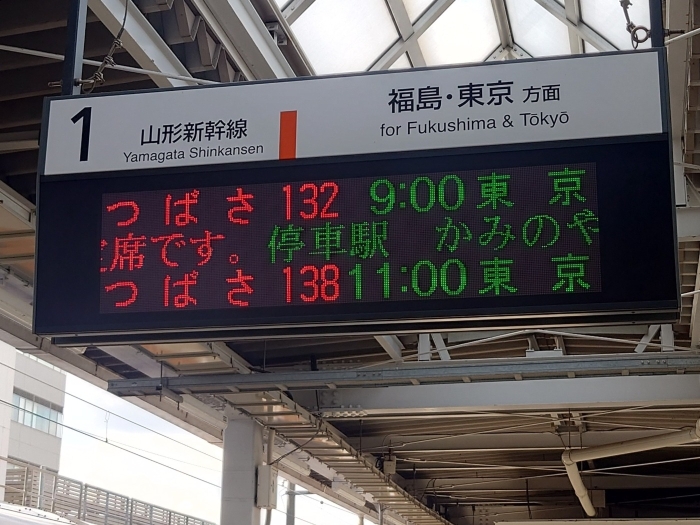 1 山形新幹線 福島・東京 方面
Yamagata Shinkansen for Fukushima & Tōkyō
つばさ 132 9:00 東京
席です。 停車駅 かみのや
つばさ 138 11:00 東京